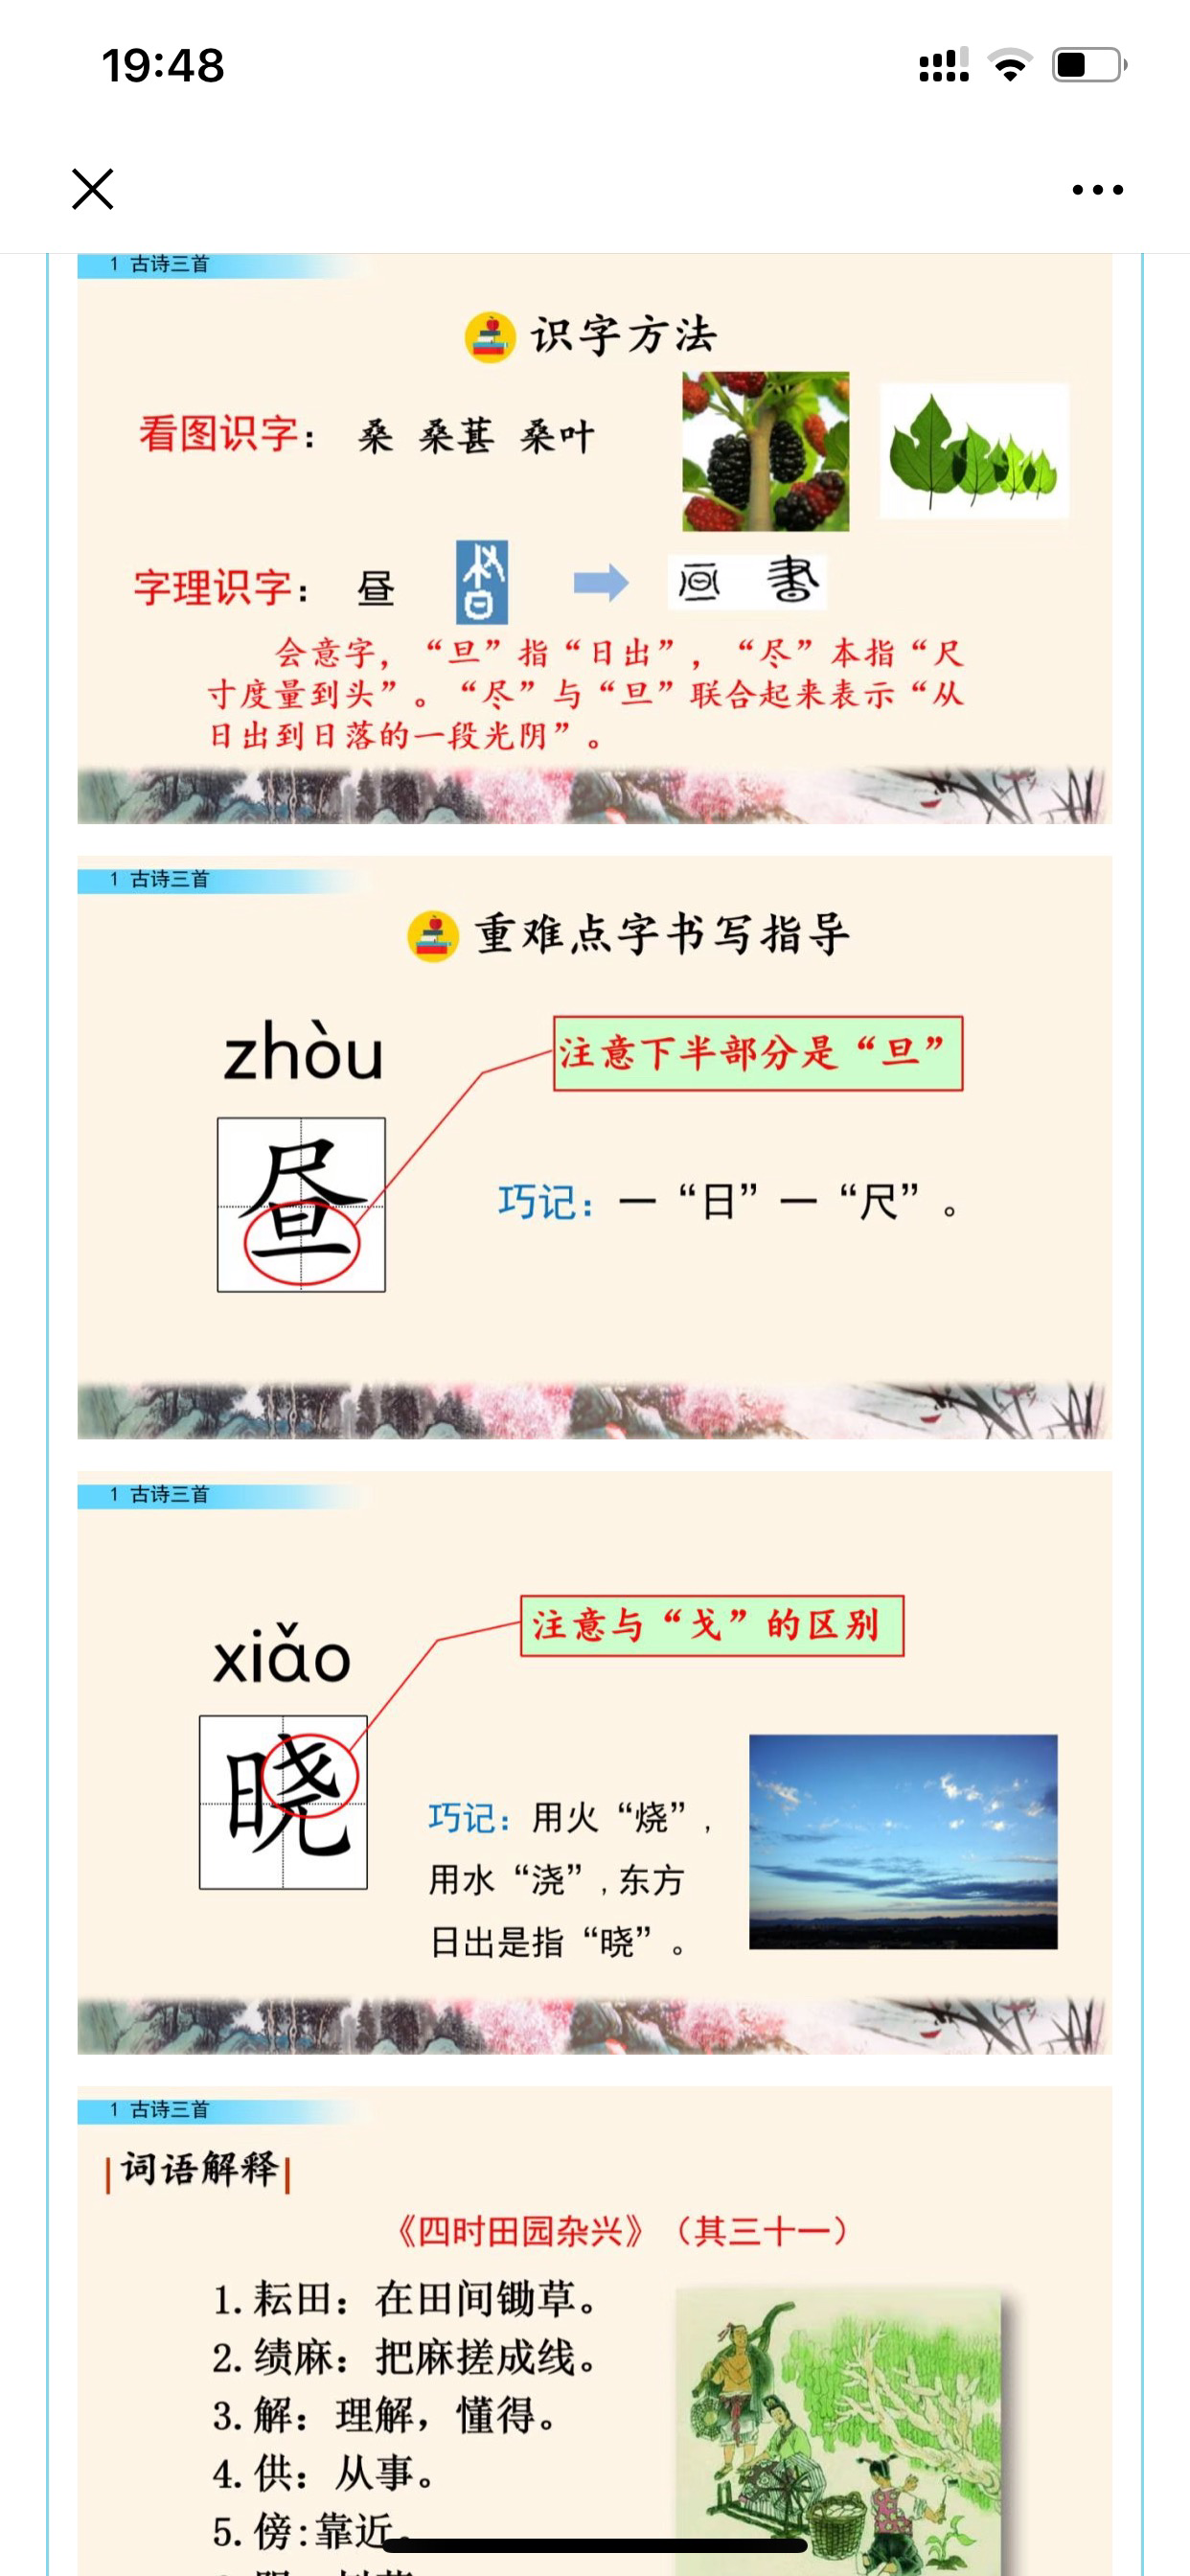 19:48
1 古诗三首
识字方法
看图识字： 桑 桑葚 桑叶
字理识字： 昼
会意字，“旦”指“日出”，“尽”本指“尺
寸度量到头”。“尽”与“旦”联合起来表示“从
日出到日落的一段光阴”。
1 古诗三首
重难点字书写指导
zhòu
注意下半部分是“旦”
昼
巧记：一“日”一“尺”。
1 古诗三首
xiǎo
注意与“戈”的区别
晓
巧记：用火“烧”，
用水“浇”，东方
日出是指“晓”。
1 古诗三首
词语解释
《四时田园杂兴》（其三十一）
1. 耘田：在田间锄草。
2. 绩麻：把麻搓成线。
3. 解：理解，懂得。
4. 供：从事。
5. 傍:靠近。